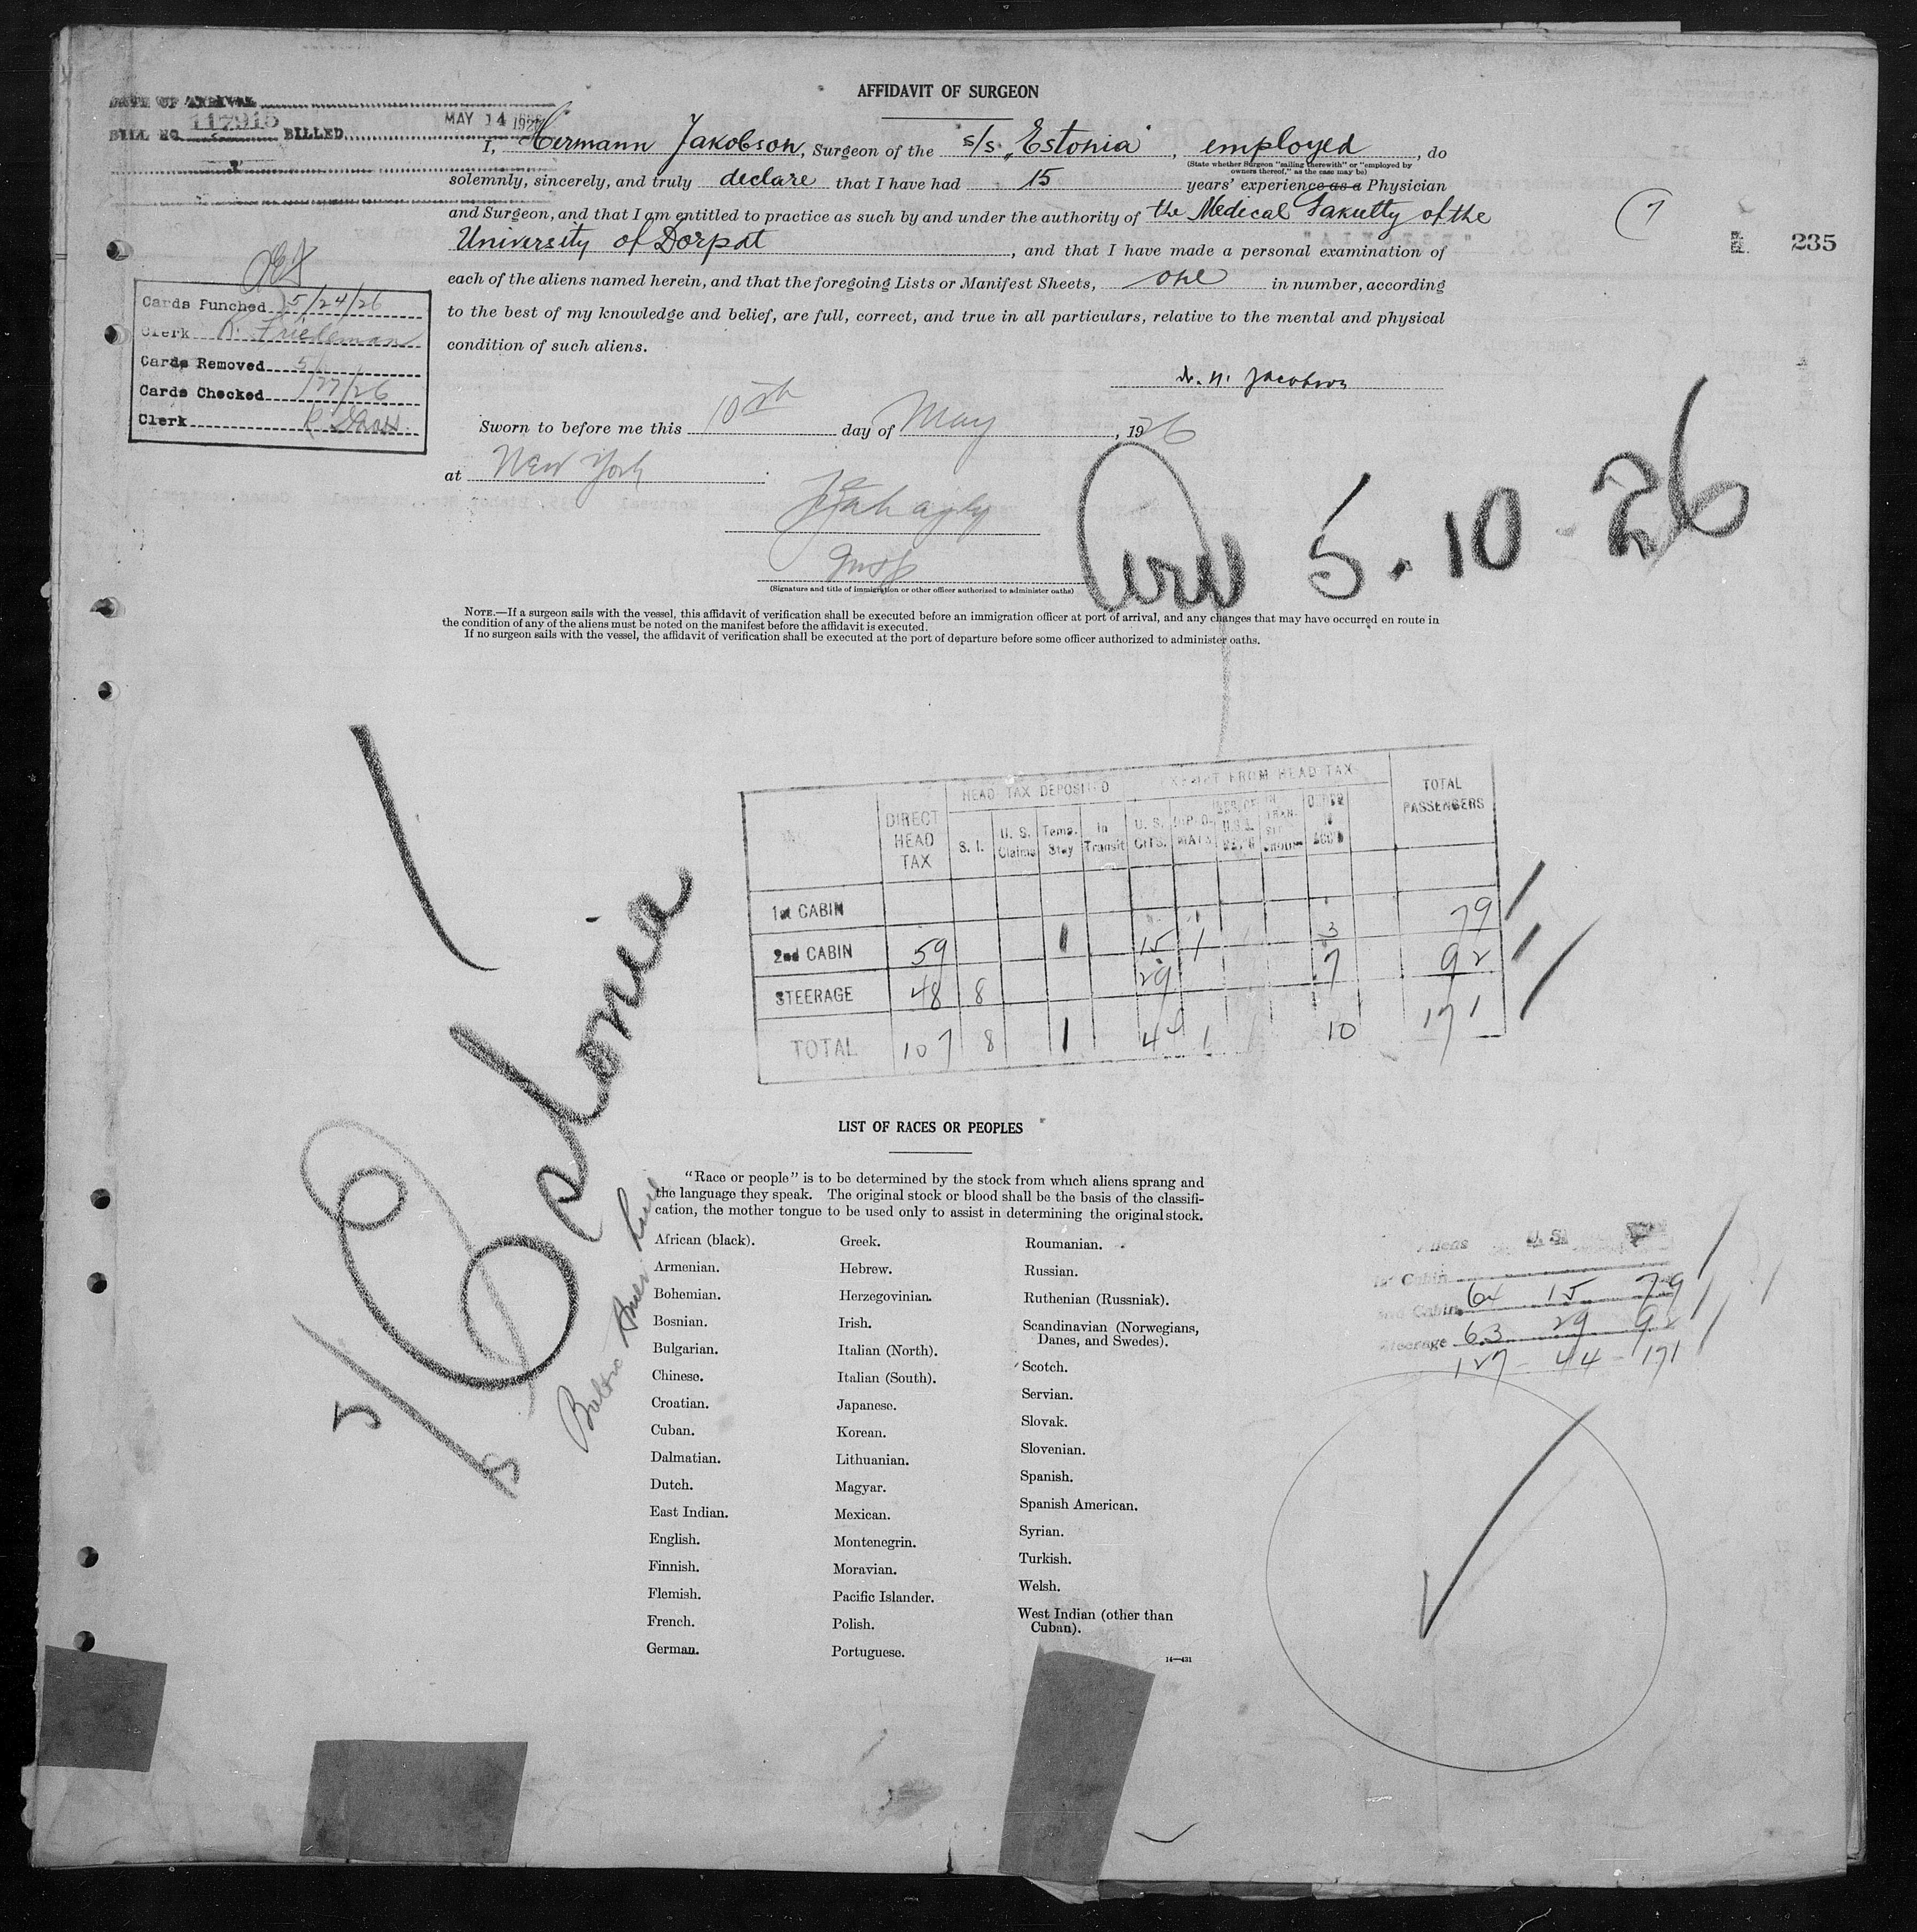 AFFIDAVIT OF SURGEON
DATE OF ARRIVAL
BILL NO. 117915 BILLED MAY 14 192
I, Hermann Jakobson, Surgeon of the s/s. „Estonia", employed, do
(State whether Surgeon "sailing therewith" or "employed by
owners thereof," as the case may be)
solemnly, sincerely, and truly declare that I have had 15 years' experience as a Physician
and Surgeon, and that I am entitled to practice as such by and under the authority of the Medical Fakulty of the
University of Dorpat, and that I have made a personal examination of
each of the aliens named herein, and that the foregoing Lists or Manifest Sheets, one in number, according
to the best of my knowledge and belief, are full, correct, and true in all particulars, relative to the mental and physical
condition of such aliens.
235
Cards Punched 5/24/26
Clerk R. Friedeman
Cards Removed 5/
Cards Checked 27/26
Clerk
Dr. H. Jacobson
Sworn to before me this 10th day of May, 1926
at New York.
Insp
(Signature and title of immigration or other officer authorized to administer oaths)
Arr 5.10-26
NOTE.—If a surgeon sails with the vessel, this affidavit of verification shall be executed before an immigration officer at port of arrival, and any changes that may have occurred en route in
the condition of any of the aliens must be noted on the manifest before the affidavit is executed.
If no surgeon sails with the vessel, the affidavit of verification shall be executed at the port of departure before some officer authorized to administer oaths.
HEAD TAX DEPOSITED EXEMPT FROM HEAD TAX
DIRECT HEAD TAX S. I. U. S. Claims Temp. Stay In Transit U. S. CITS. DIPLO-MATS TOTAL PASSENGERS
1st CABIN
2nd CABIN 59 1 15 1 3 79
STEERAGE 48 8 29 7 92
TOTAL 107 8 1 44 1 10 171
S/S Estonia
Baltic Amer Line
LIST OF RACES OR PEOPLES
"Race or people" is to be determined by the stock from which aliens sprang and
the language they speak. The original stock or blood shall be the basis of the classifi-
cation, the mother tongue to be used only to assist in determining the original stock.
African (black).
Armenian.
Bohemian.
Bosnian.
Bulgarian.
Chinese.
Croatian.
Cuban.
Dalmatian.
Dutch.
East Indian.
English.
Finnish.
Flemish.
French.
German.
Greek.
Hebrew.
Herzegovinian.
Irish.
Italian (North).
Italian (South).
Japanese.
Korean.
Lithuanian.
Magyar.
Mexican.
Montenegrin.
Moravian.
Pacific Islander.
Polish.
Portuguese.
Roumanian.
Russian.
Ruthenian (Russniak).
Scandinavian (Norwegians,
Danes, and Swedes).
Scotch.
Servian.
Slovak.
Slovenian.
Spanish.
Spanish American.
Syrian.
Turkish.
Welsh.
West Indian (other than
Cuban).
14—431
Aliens U. S.
1st Cabin
2nd Cabin 64 15 79
Steerage 63 29 92
127 - 44 - 171